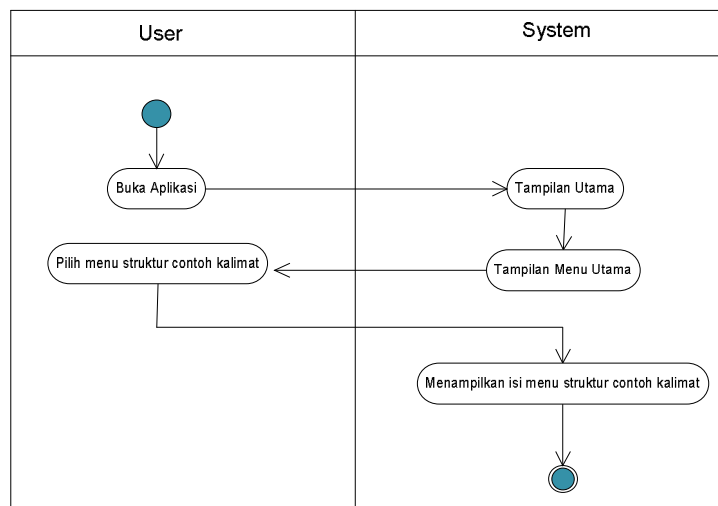 User
System
Buka Aplikasi
Tampilan Utama
Pilih menu struktur contoh kalimat
Tampilan Menu Utama
Menampilkan isi menu struktur contoh kalimat